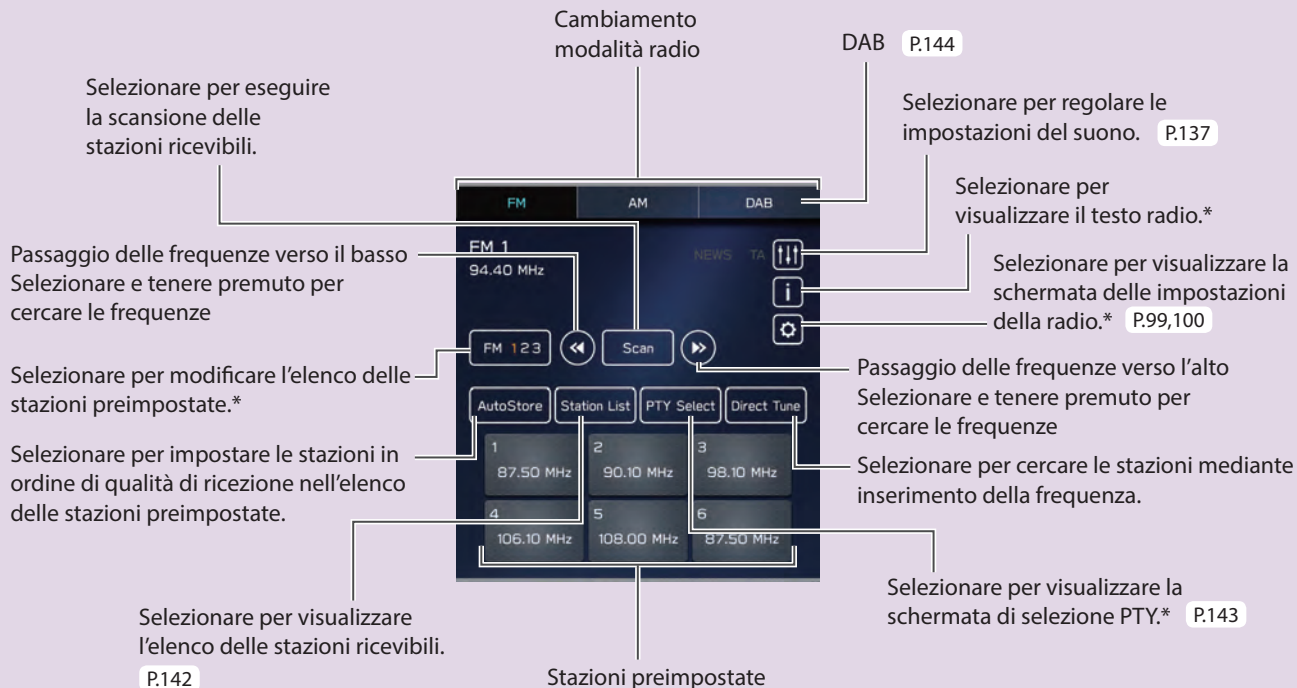 Cambiamento
modalità radio
DAB P.144
Selezionare per eseguire
la scansione delle
stazioni ricevibili.
Selezionare per regolare le
impostazioni del suono. P.137
Selezionare per
visualizzare il testo radio.*
Selezionare per visualizzare la
schermata delle impostazioni
della radio.* P.99,100
Passaggio delle frequenze verso il basso
Selezionare e tenere premuto per
cercare le frequenze
Selezionare per modificare l'elenco delle
stazioni preimpostate.*
Selezionare per impostare le stazioni in
ordine di qualità di ricezione nell'elenco
delle stazioni preimpostate.
FM AM DAB
FM 1
94.40 MHz
NEWS TA
i
FM 123 Scan
AutoStore Station List PTY Select Direct Tune
1 2 3
87.50 MHz 90.10 MHz 98.10 MHz
4 5 6
106.10 MHz 108.00 MHz 87.50 MHz
Passaggio delle frequenze verso l'alto
Selezionare e tenere premuto per
cercare le frequenze
Selezionare per cercare le stazioni mediante
inserimento della frequenza.
Selezionare per visualizzare la
schermata di selezione PTY.* P.143
Selezionare per visualizzare
l'elenco delle stazioni ricevibili.
P.142
Stazioni preimpostate